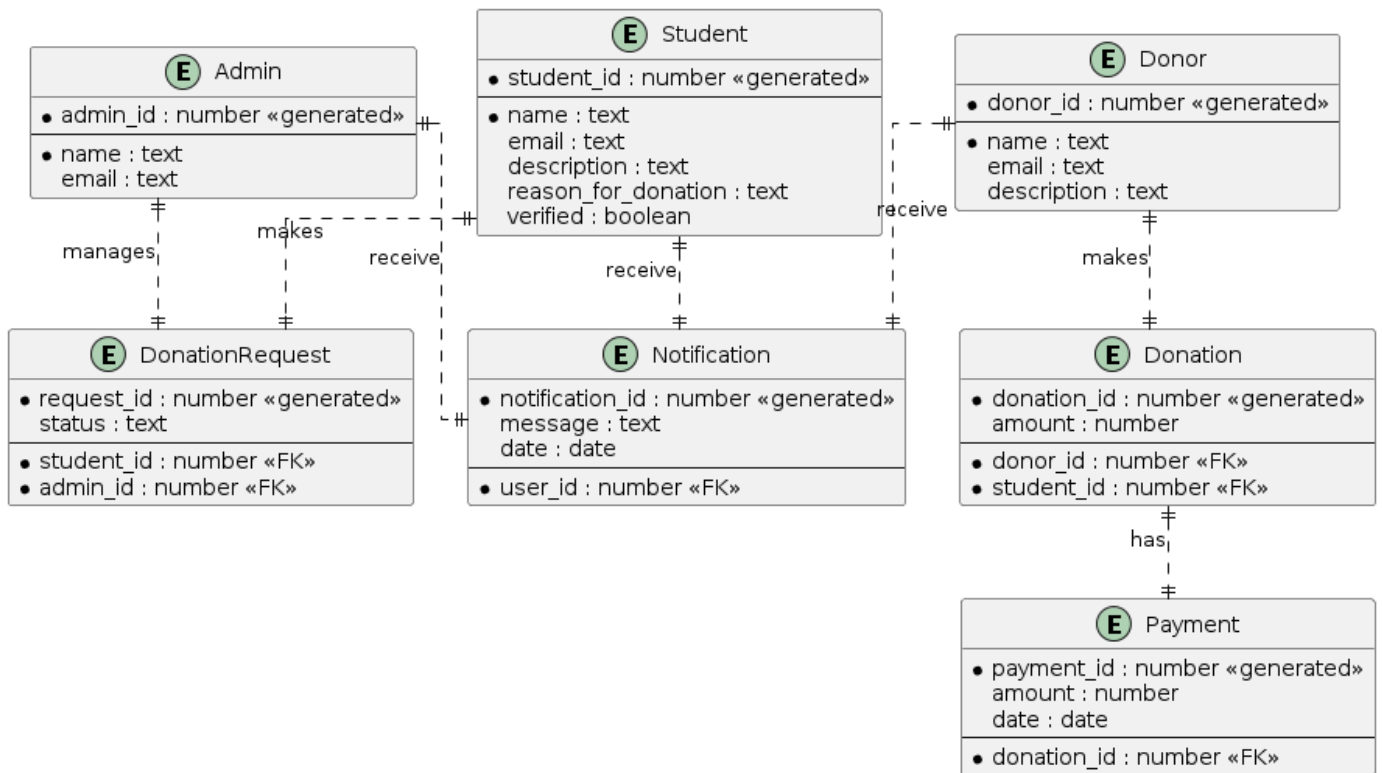 E Admin
● admin_id : number «generated»
● name : text
email : text
E Student
● student_id : number «generated»
● name : text
email : text
description : text
reason_for_donation : text
verified : boolean
E Donor
● donor_id : number «generated»
● name : text
email : text
description : text
manages
makes
receive
receive
receive
makes
E DonationRequest
● request_id : number «generated»
status : text
● student_id : number «FK»
● admin_id : number «FK»
E Notification
● notification_id : number «generated»
message : text
date : date
● user_id : number «FK»
E Donation
● donation_id : number «generated»
amount : number
● donor_id : number «FK»
● student_id : number «FK»
has
E Payment
● payment_id : number «generated»
amount : number
date : date
● donation_id : number «FK»